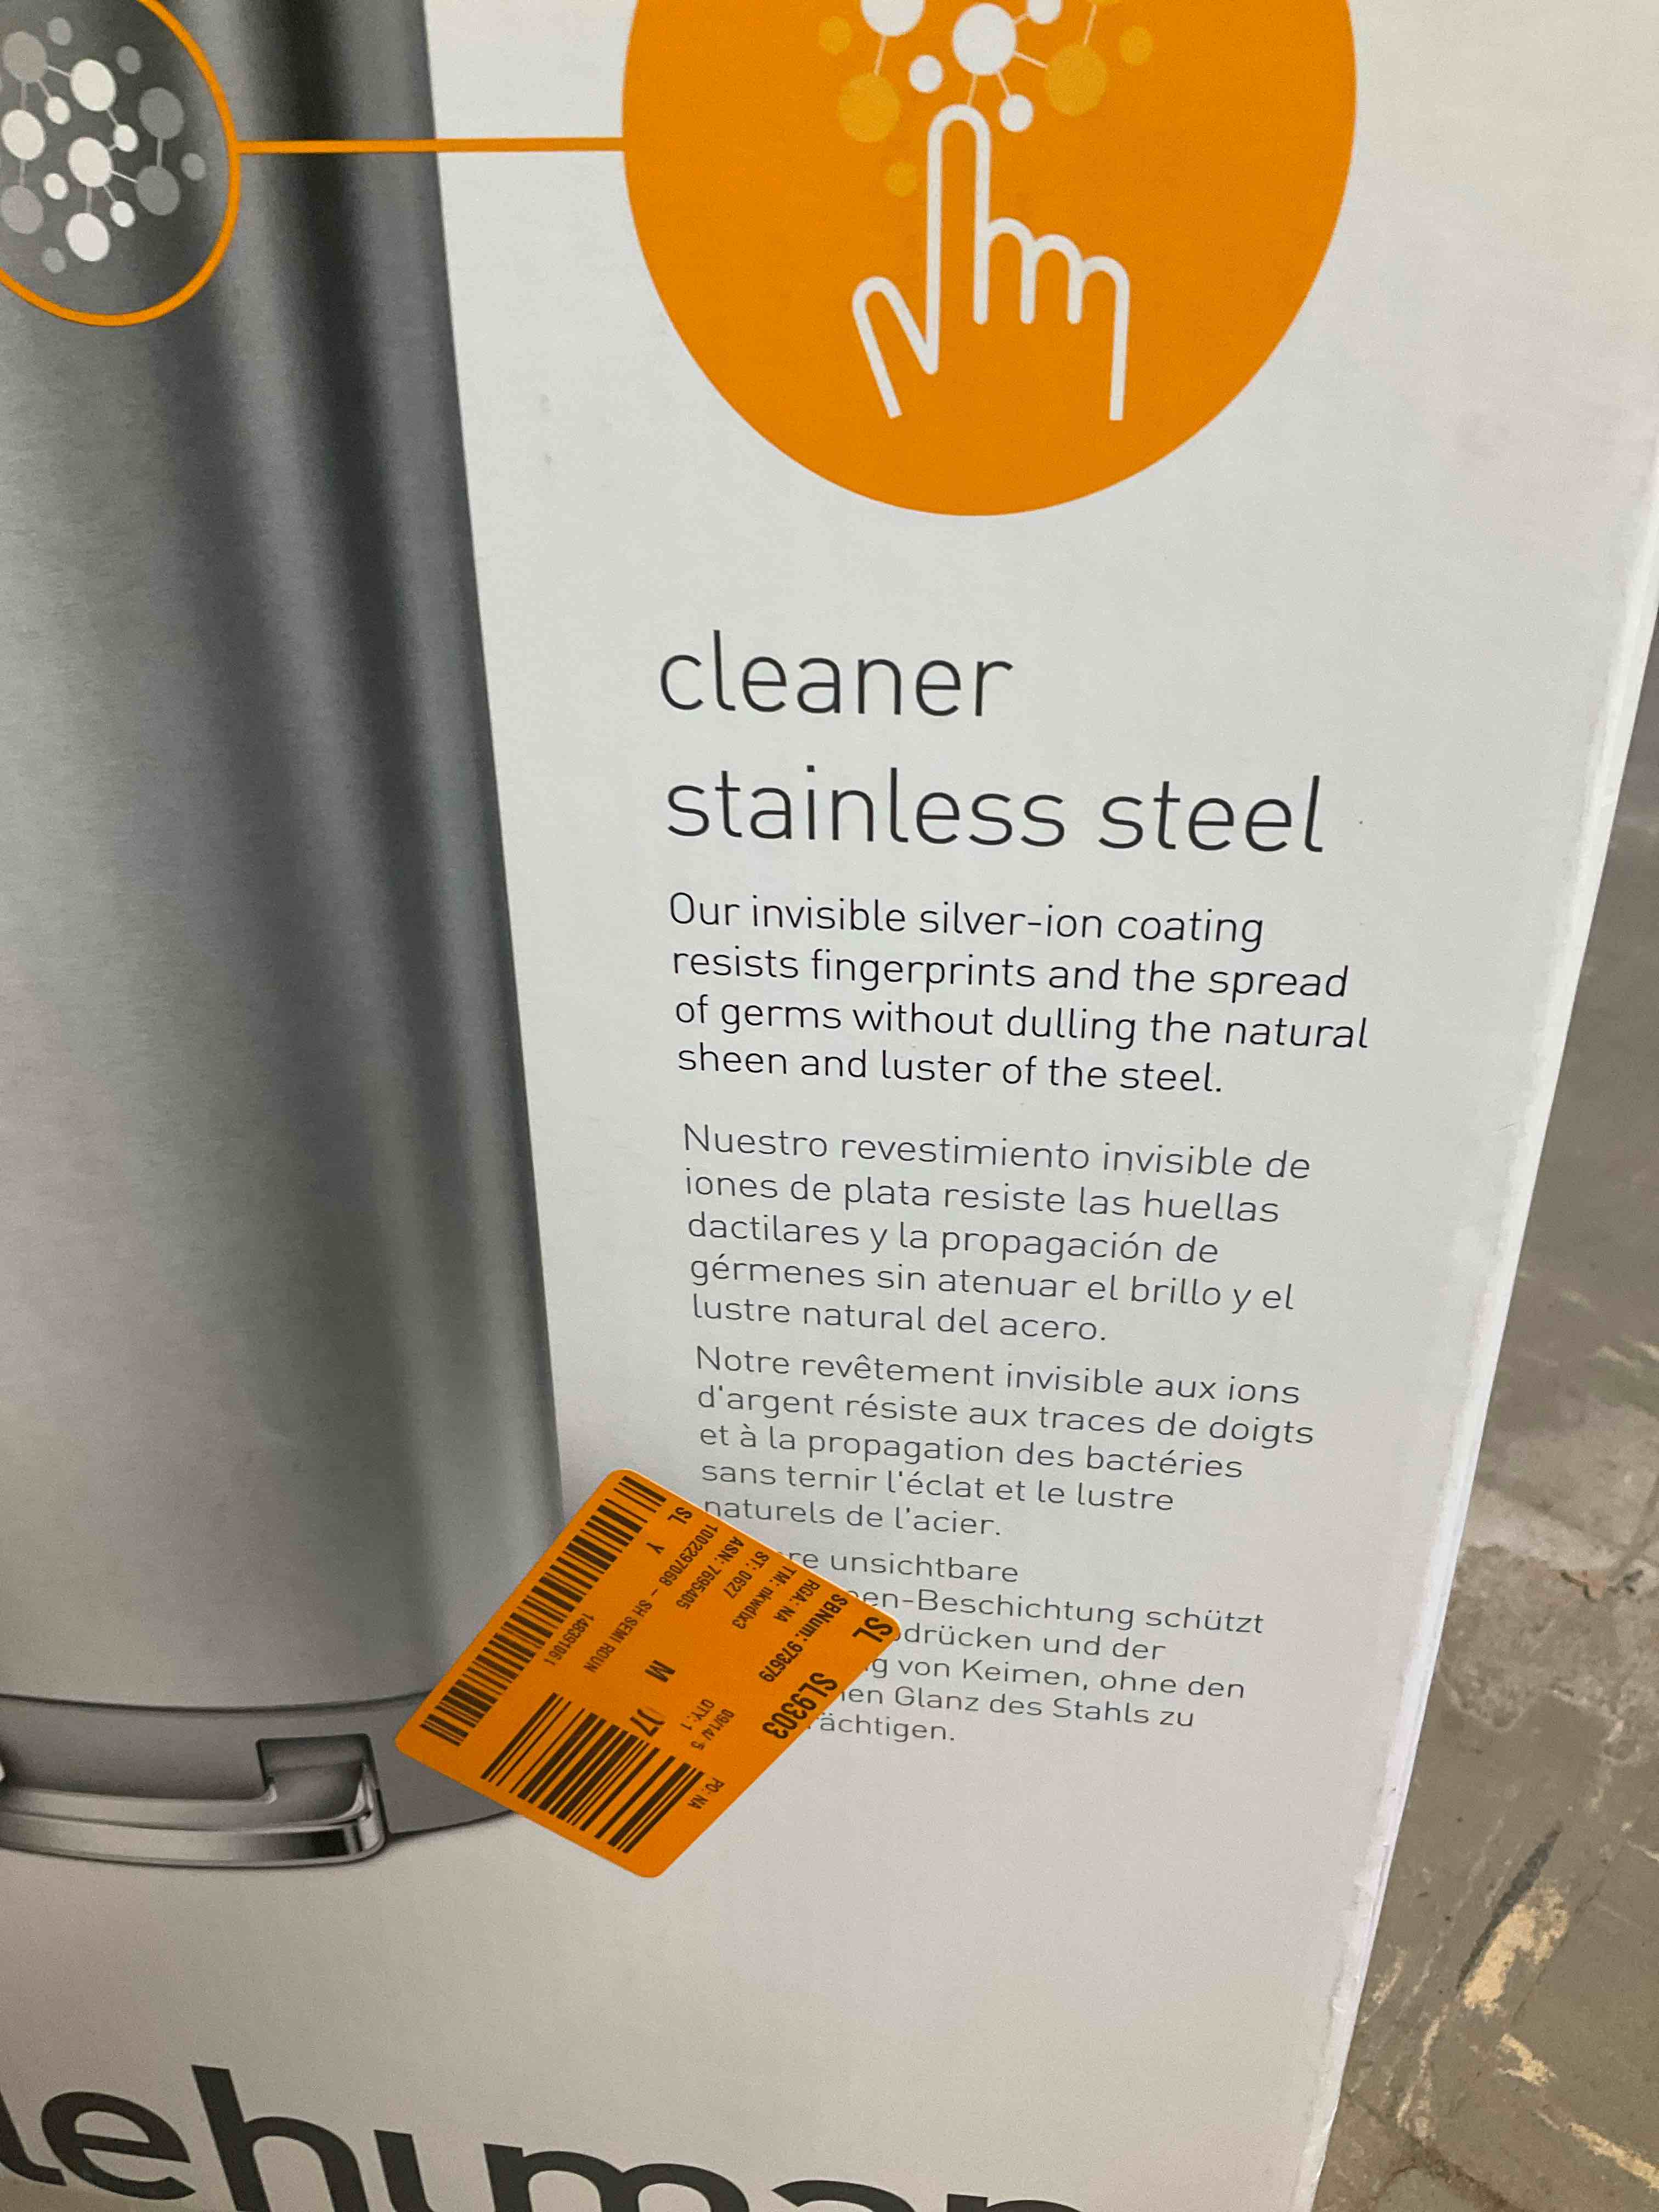 cleaner
stainless steel
Our invisible silver-ion coating
resists fingerprints and the spread
of germs without dulling the natural
sheen and luster of the steel.
Nuestro revestimiento invisible de
iones de plata resiste las huellas
dactilares y la propagación de
gérmenes sin atenuar el brillo y el
lustre natural del acero.
Notre revêtement invisible aux ions
d'argent résiste aux traces de doigts
et à la propagation des bactéries
sans ternir l'éclat et le lustre
naturels de l'acier.
unsichtbare
-Beschichtung schützt
und der
von Keimen, ohne den
Glanz des Stahls zu
SL SL9303
SBNum: 973679
RGA: NA
TM: nkwdlx3
ST: 0627
ASN: 7695405
QTY: 1
PO: NA
1002297068 - SH SEMI ROUN
SL Y M
148391061